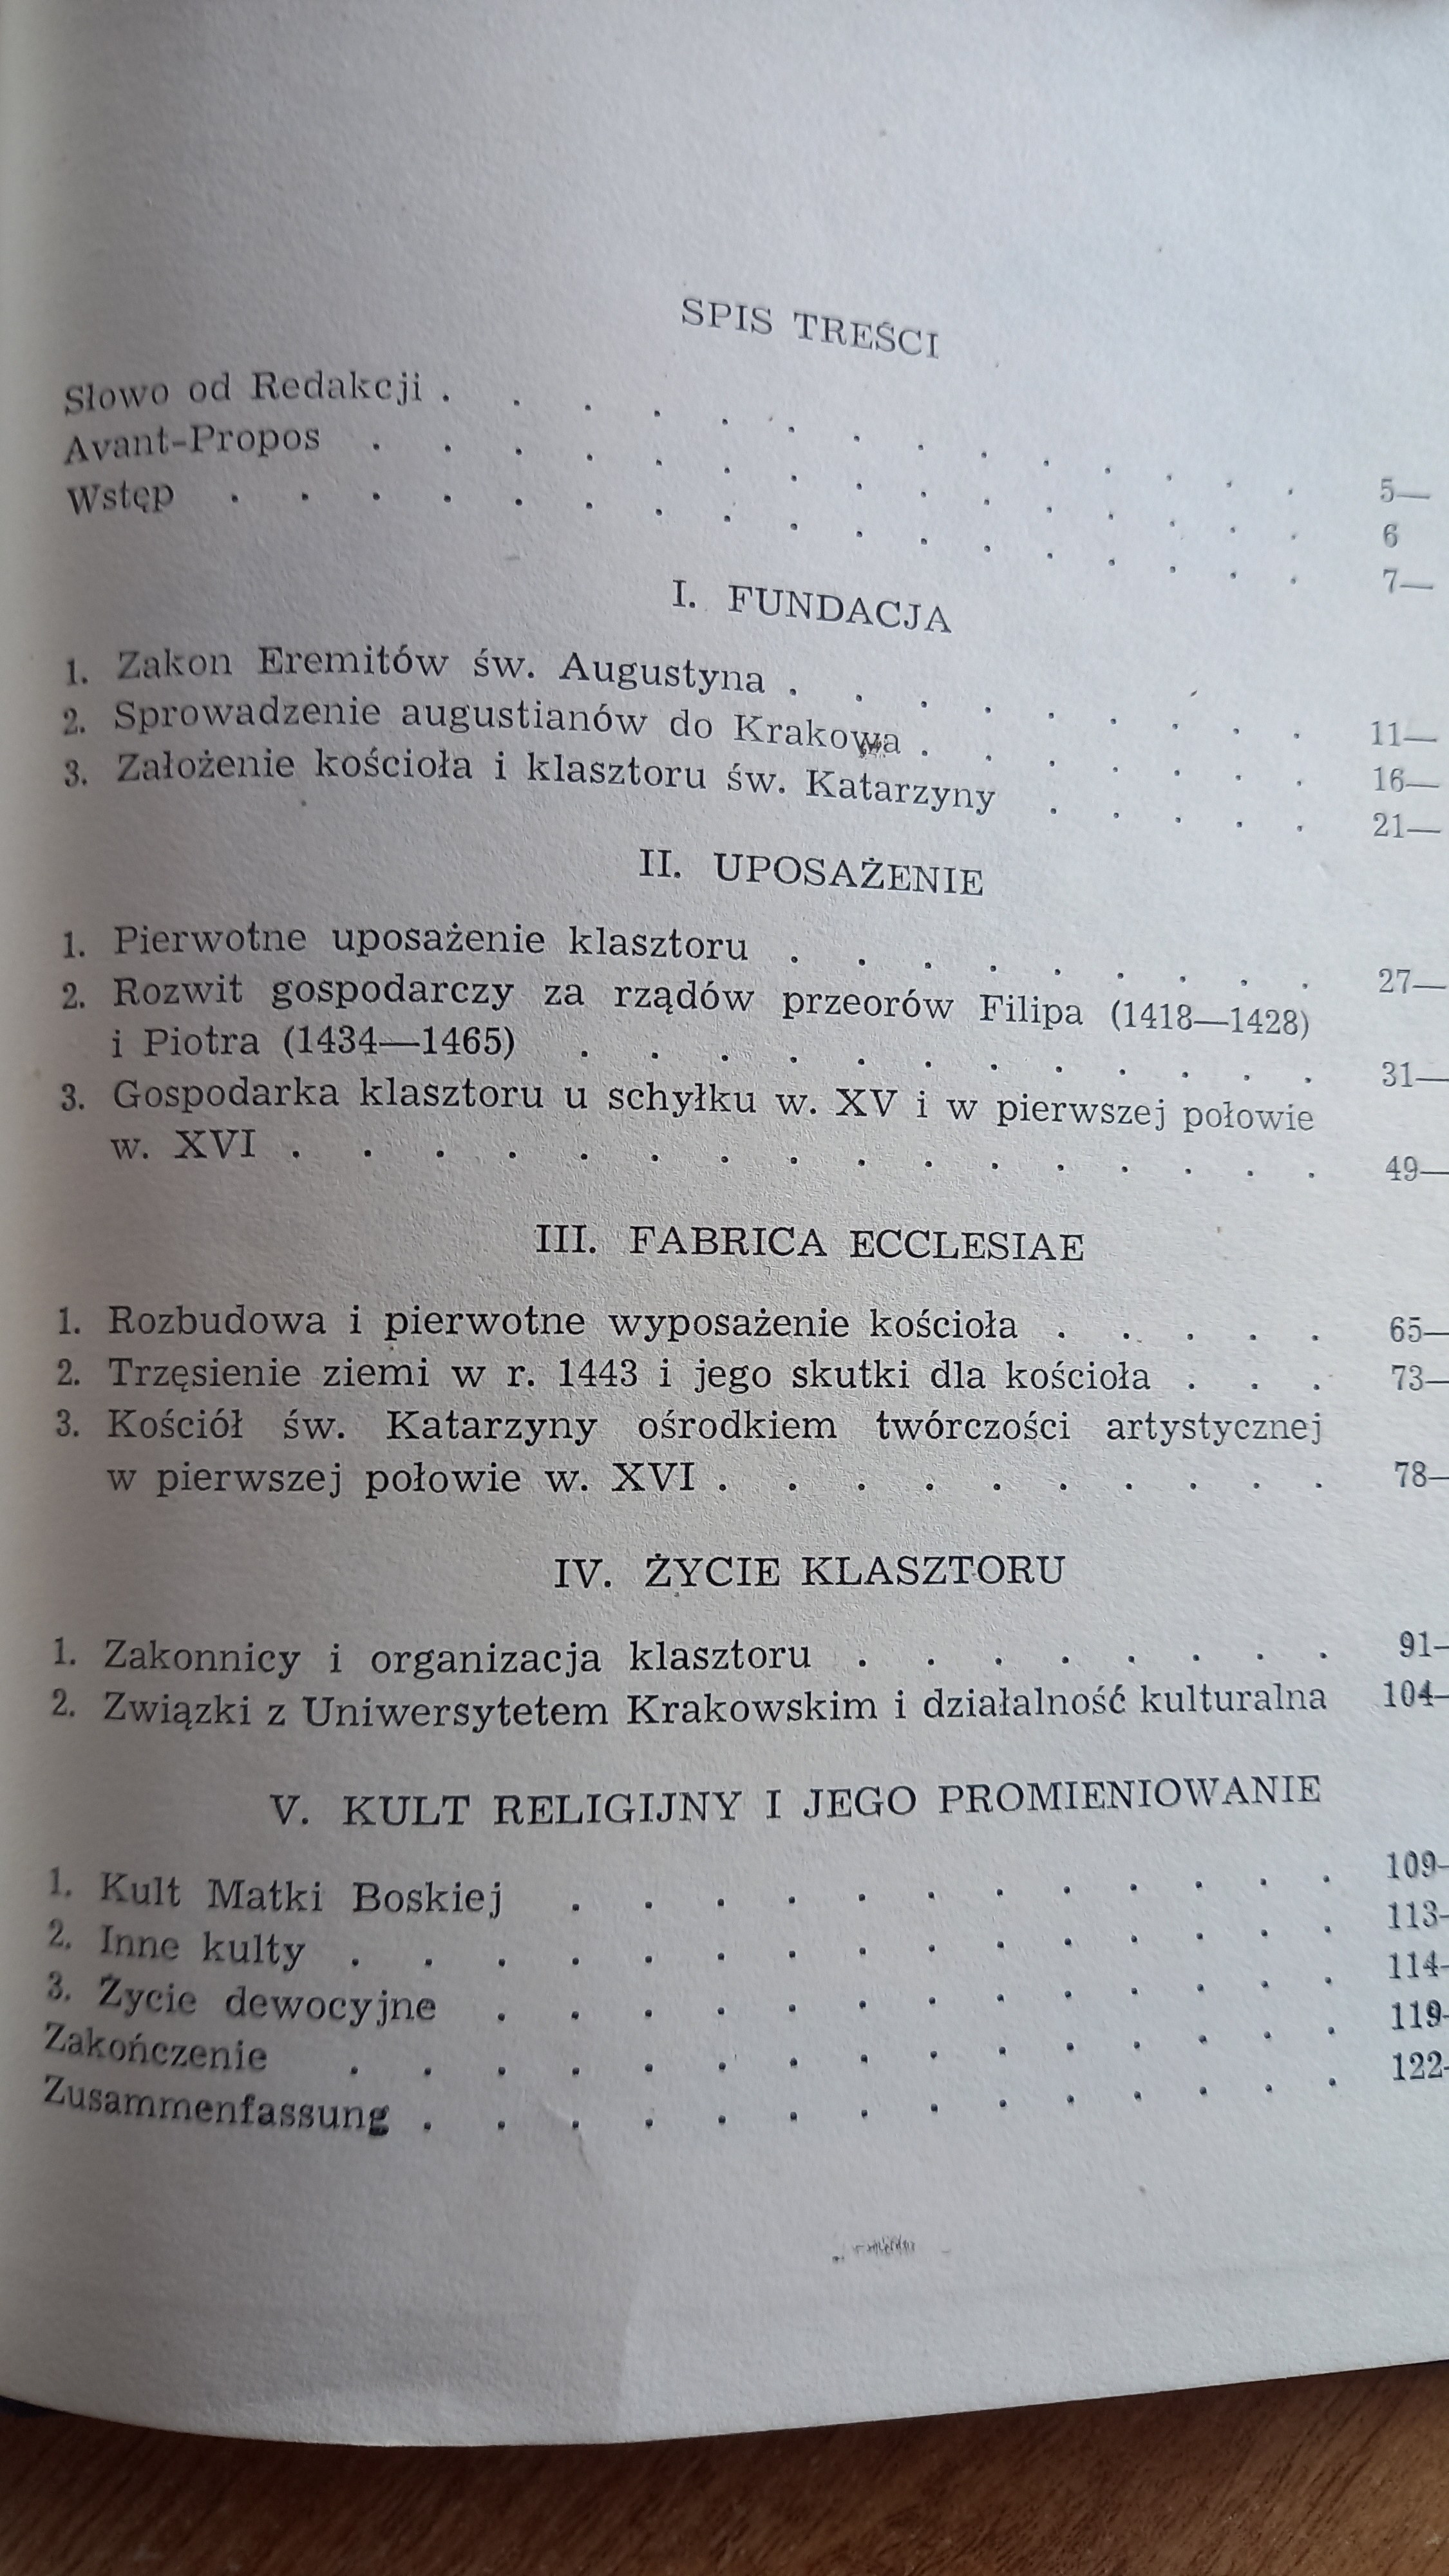 SPIS TREŚCI
Słowo od Redakcji . . . . . . . . . . . . . . 5—
Avant-Propos . . . . . . . . . . . . . . 6
Wstęp . . . . . . . . . . . . . . . . 7—
I. FUNDACJA
1. Zakon Eremitów św. Augustyna . . . . . . . . . 11—
2. Sprowadzenie augustianów do Krakowa . . . . . . . 16—
3. Założenie kościoła i klasztoru św. Katarzyny . . . . . 21—
II. UPOSAŻENIE
1. Pierwotne uposażenie klasztoru . . . . . . . . . 27—
2. Rozwit gospodarczy za rządów przeorów Filipa (1418—1428)
i Piotra (1434—1465) . . . . . . . . . . . . 31—
3. Gospodarka klasztoru u schyłku w. XV i w pierwszej połowie
w. XVI . . . . . . . . . . . . . . . . 49—
III. FABRICA ECCLESIAE
1. Rozbudowa i pierwotne wyposażenie kościoła . . . . . 65—
2. Trzęsienie ziemi w r. 1443 i jego skutki dla kościoła . . . 73—
3. Kościół św. Katarzyny ośrodkiem twórczości artystycznej
w pierwszej połowie w. XVI . . . . . . . . . . 78—
IV. ŻYCIE KLASZTORU
1. Zakonnicy i organizacja klasztoru . . . . . . . . 91—
2. Związki z Uniwersytetem Krakowskim i działalność kulturalna 104—
V. KULT RELIGIJNY I JEGO PROMIENIOWANIE
1. Kult Matki Boskiej . . . . . . . . . . . . 109—
2. Inne kulty . . . . . . . . . . . . . . . 113—
3. Życie dewocyjne . . . . . . . . . . . . . 114—
Zakończenie . . . . . . . . . . . . . . . 119—
Zusammenfassung . . . . . . . . . . . . . . 122—